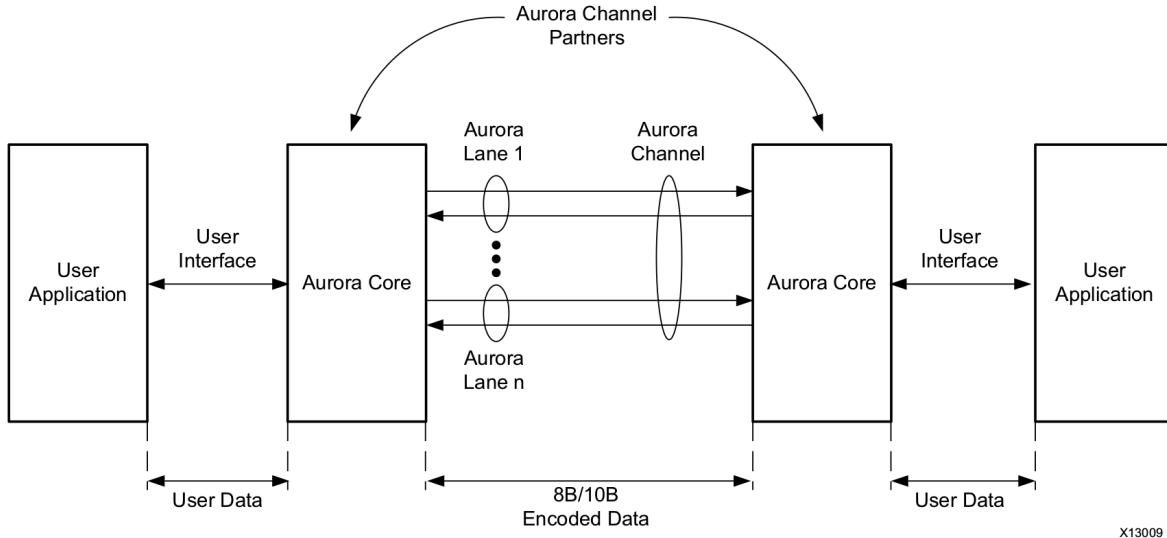 Aurora Channel
Partners
Aurora
Lane 1
Aurora
Channel
User
Interface
User
Interface
User
Application
Aurora Core
Aurora Core
User
Application
Aurora
Lane n
User Data
8B/10B
Encoded Data
User Data
X13009